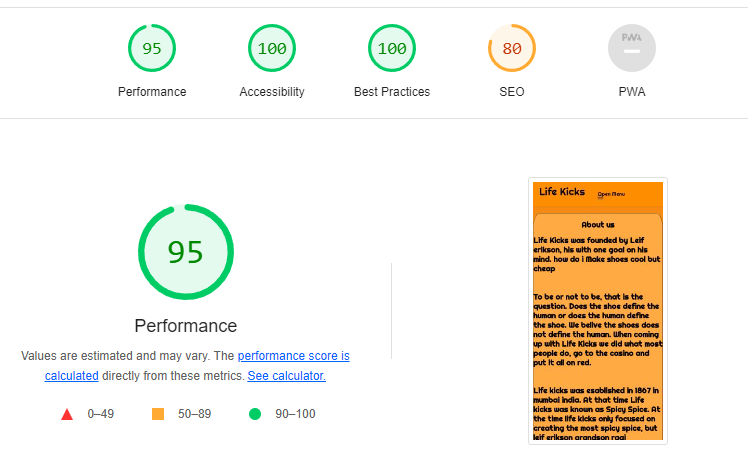 95
100
100
80
PWA
Performance
Accessibility
Best Practices
SEO
PWA
95
Performance
Values are estimated and may vary. The performance score is
calculated directly from these metrics. See calculator.
0–49
50–89
90–100
Life Kicks
Open Menu
About us
Life Kicks was founded by Leif
erikson, his with one goal on his
mind. how do i Make shoes cool but
cheap
To be or not to be, that is the
question. Does the shoe define the
human or does the human define
the shoe. We belive the shoes does
not define the human. When coming
up with Life Kicks we did what most
people do, go to the casino and
put it all on red.
Life kicks was esablished in 1867 in
mumbai india. At that time Life
kicks was known as Spicy Spice. At
the time life kicks only focused on
creating the most spicy spice, but
leif erikson grandson ragi